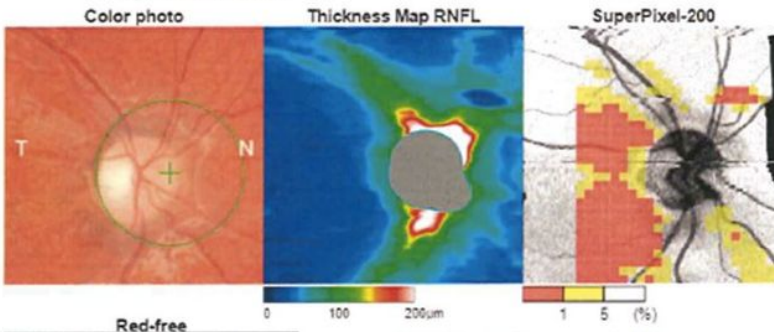 Color photo Thickness Map RNFL SuperPixel-200
T N
0 100 200µm 1 5 (%)
Red-free